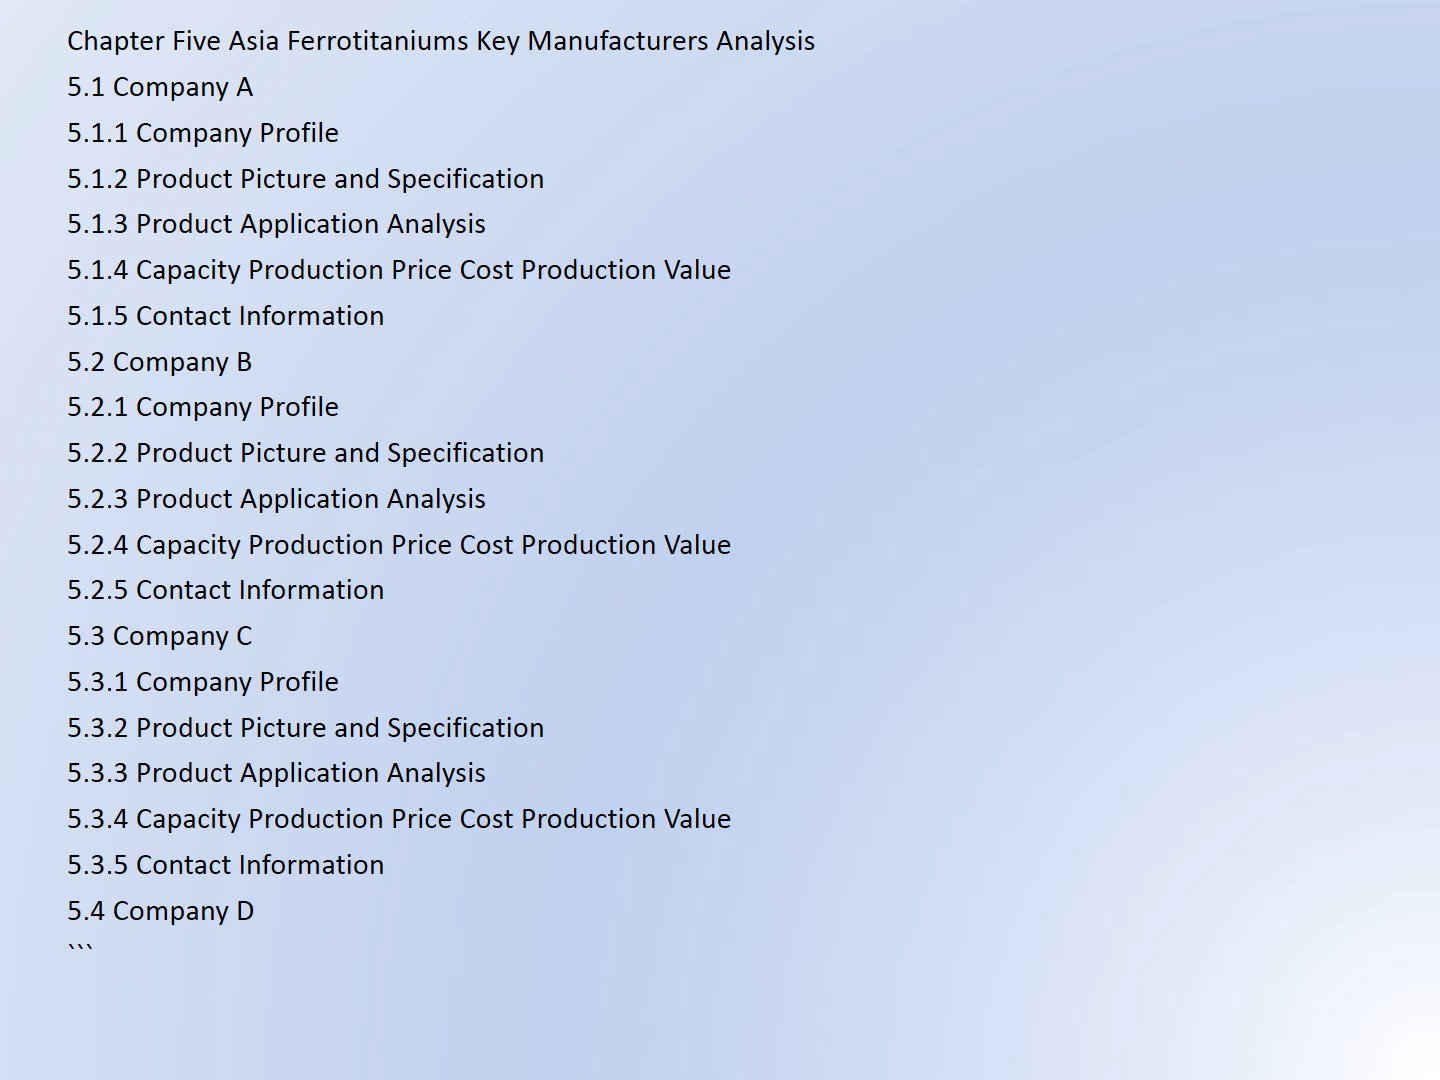 Chapter Five Asia Ferrotitaniums Key Manufacturers Analysis
5.1 Company A
5.1.1 Company Profile
5.1.2 Product Picture and Specification
5.1.3 Product Application Analysis
5.1.4 Capacity Production Price Cost Production Value
5.1.5 Contact Information
5.2 Company B
5.2.1 Company Profile
5.2.2 Product Picture and Specification
5.2.3 Product Application Analysis
5.2.4 Capacity Production Price Cost Production Value
5.2.5 Contact Information
5.3 Company C
5.3.1 Company Profile
5.3.2 Product Picture and Specification
5.3.3 Product Application Analysis
5.3.4 Capacity Production Price Cost Production Value
5.3.5 Contact Information
5.4 Company D
```